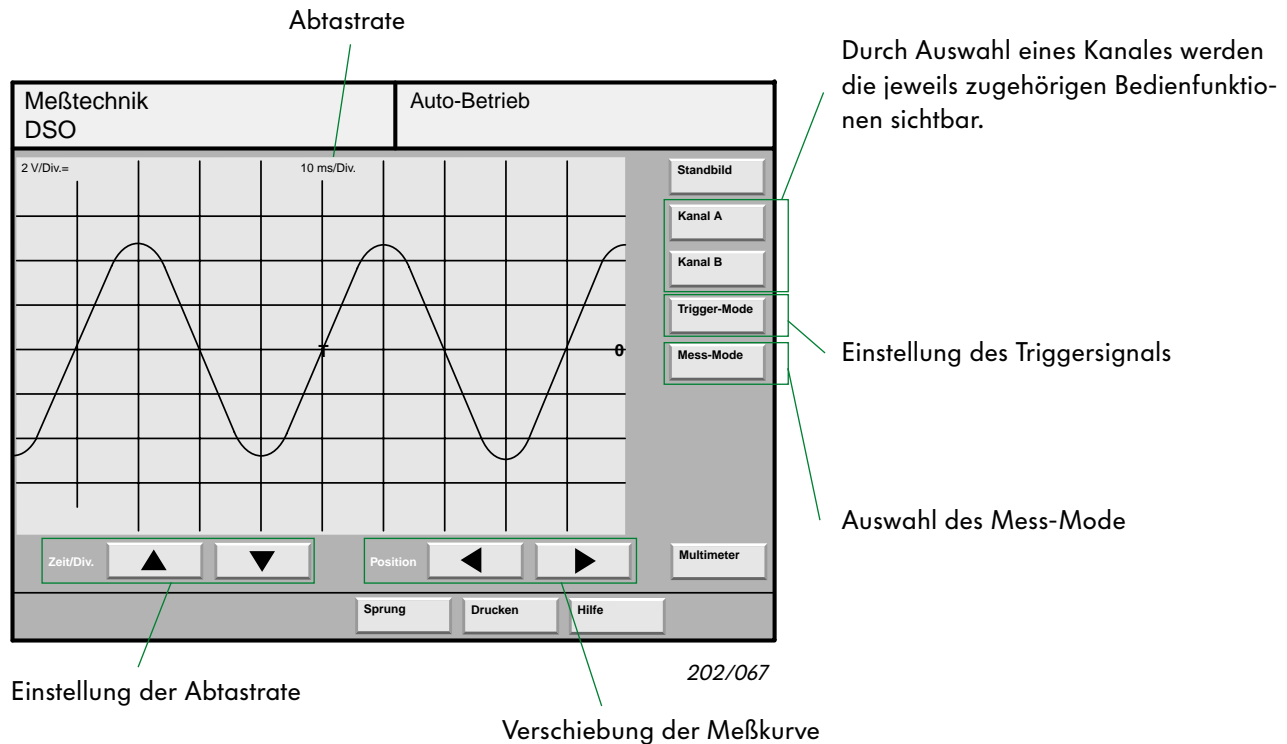 Abtastrate
Durch Auswahl eines Kanales werden
die jeweils zugehörigen Bedienfunktio-
nen sichtbar.
Meßtechnik
DSO
Auto-Betrieb
2 V/Div.=
10 ms/Div.
Standbild
Kanal A
Kanal B
Trigger-Mode
T
0
Mess-Mode
Einstellung des Triggersignals
Auswahl des Mess-Mode
Zeit/Div.
Position
Multimeter
Sprung
Drucken
Hilfe
202/067
Einstellung der Abtastrate
Verschiebung der Meßkurve